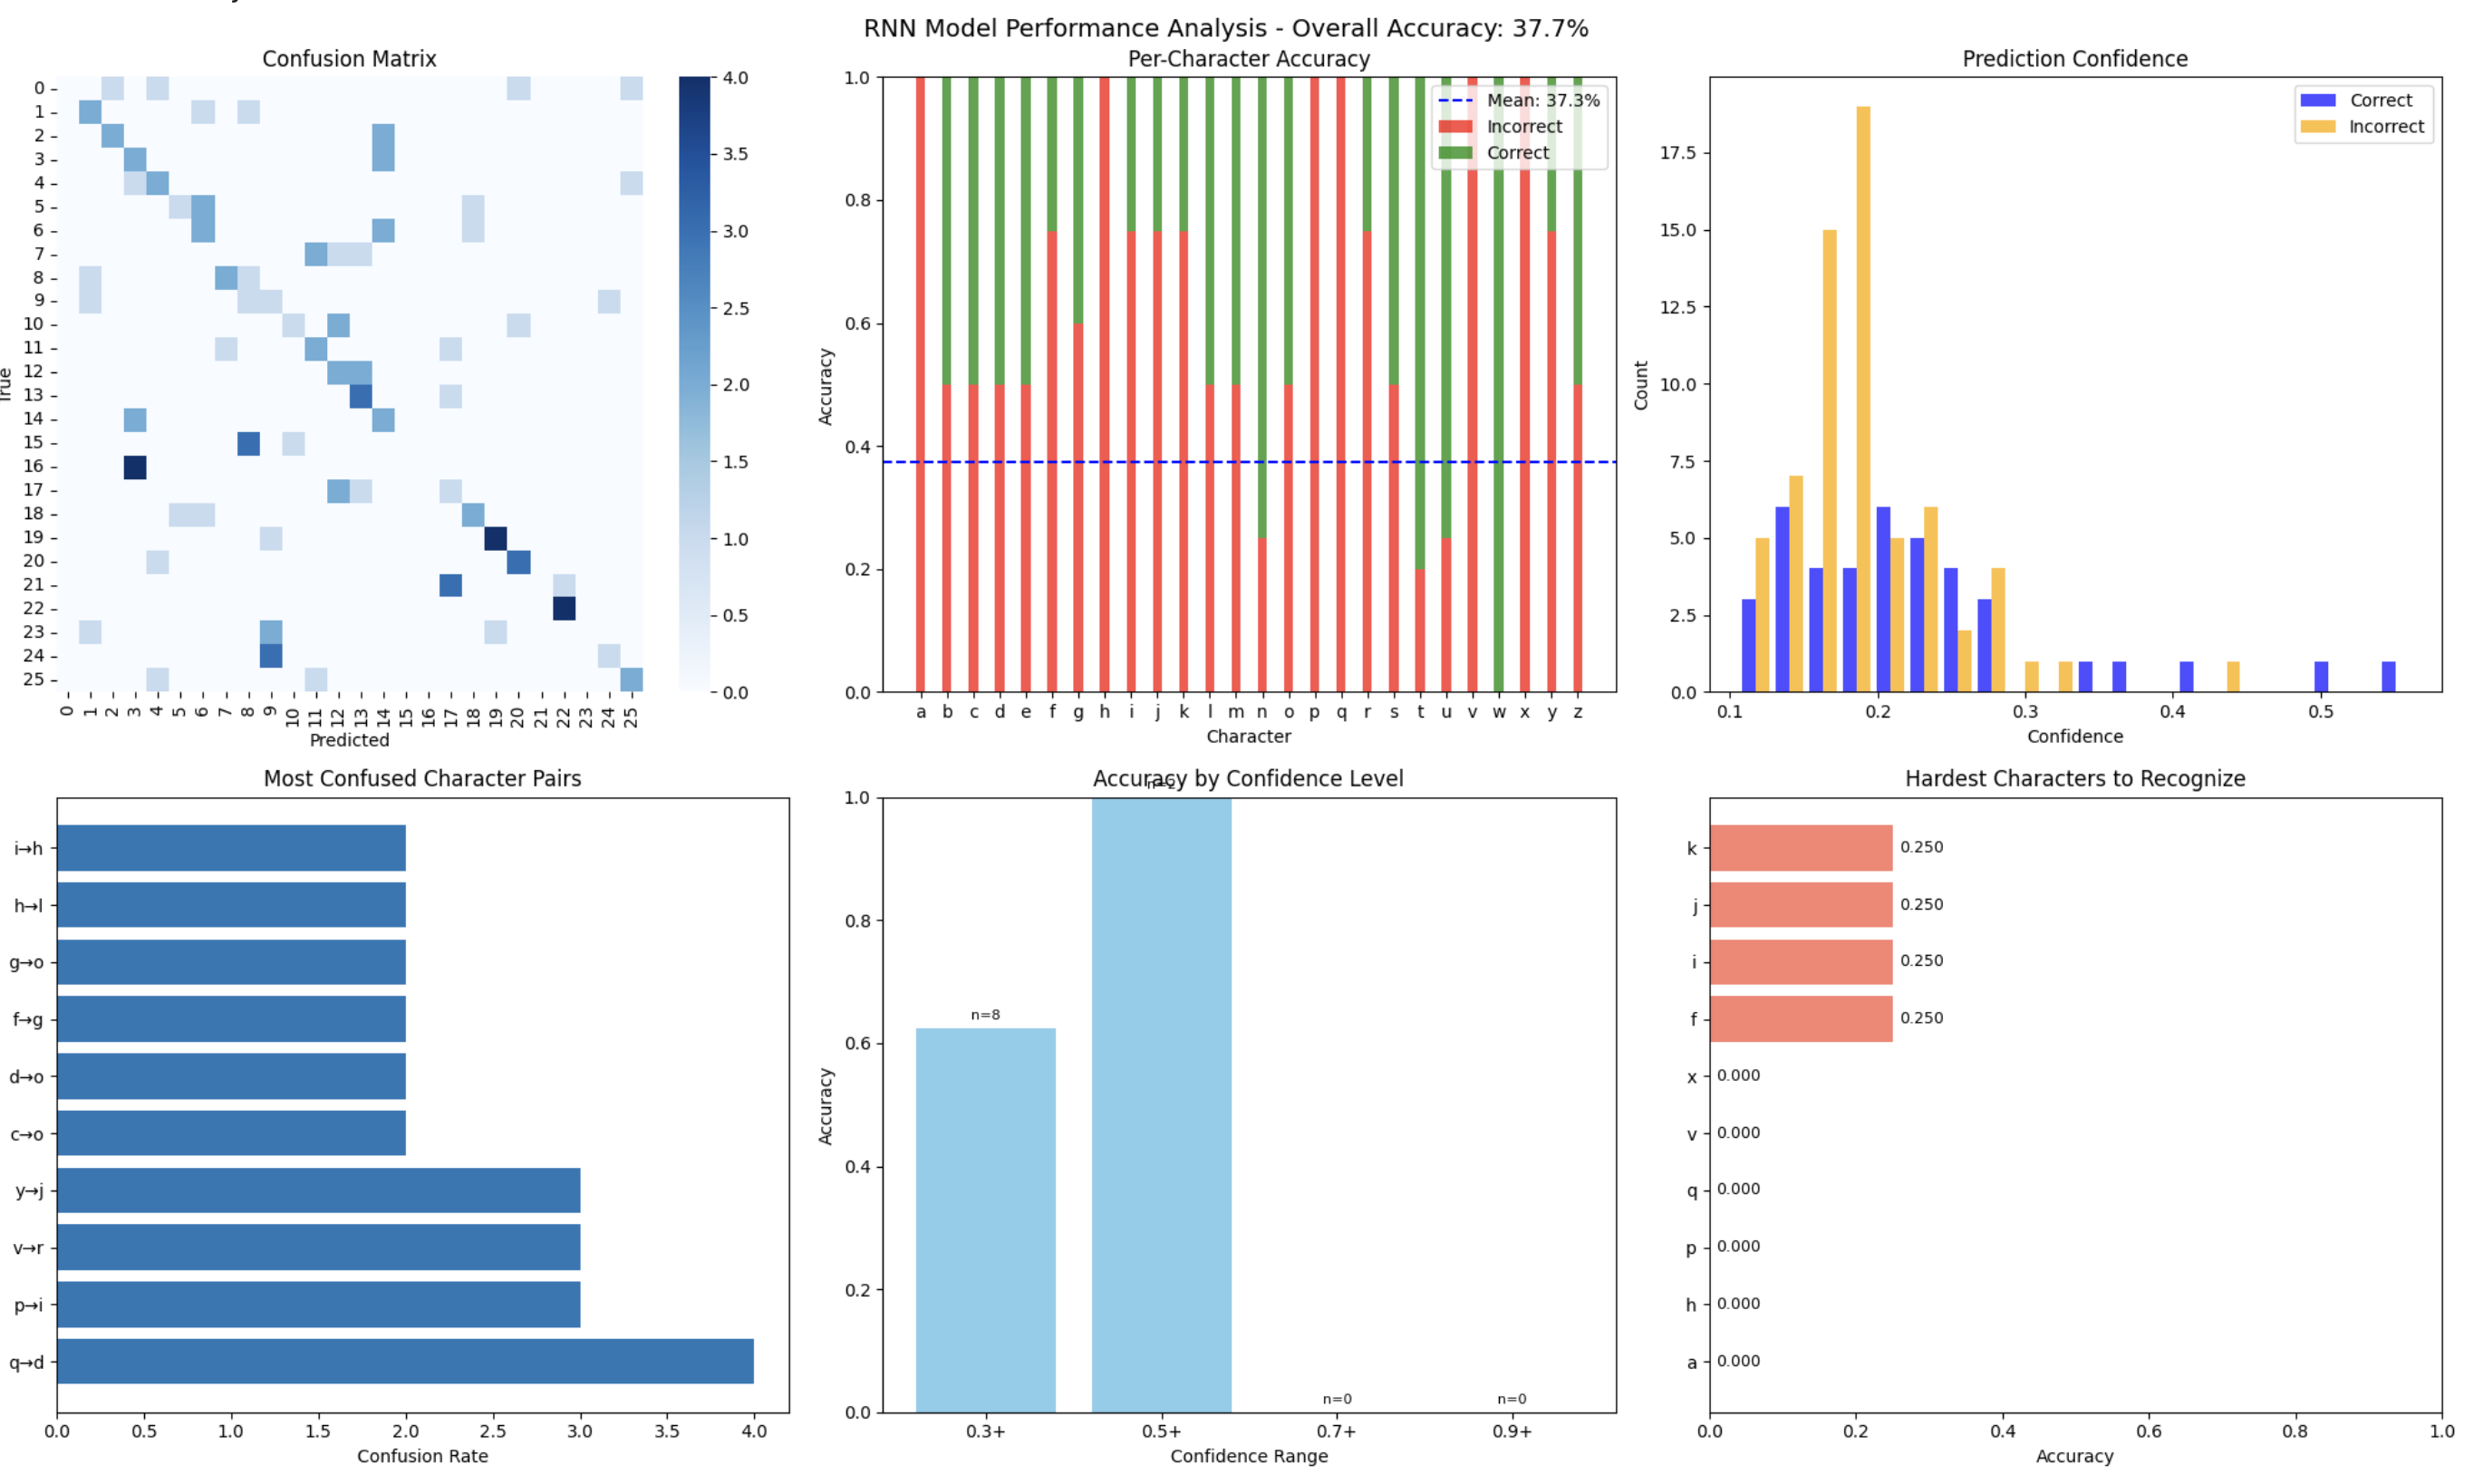 RNN Model Performance Analysis - Overall Accuracy: 37.7%
Confusion Matrix
0
1
2
3
4
5
6
7
8
9
10
11
12
13
14
15
16
17
18
19
20
21
22
23
24
25
True
0 1 2 3 4 5 6 7 8 9 10 11 12 13 14 15 16 17 18 19 20 21 22 23 24 25
Predicted
4.0
3.5
3.0
2.5
2.0
1.5
1.0
0.5
0.0
Per-Character Accuracy
Mean: 37.3%
Incorrect
Correct
1.0
0.8
0.6
0.4
0.2
0.0
Accuracy
a b c d e f g h i j k l m n o p q r s t u v w x y z
Character
Prediction Confidence
Correct
Incorrect
17.5
15.0
12.5
10.0
7.5
5.0
2.5
0.0
Count
0.1 0.2 0.3 0.4 0.5
Confidence
Most Confused Character Pairs
i→h
h→l
g→o
f→g
d→o
c→o
y→j
v→r
p→i
q→d
0.0 0.5 1.0 1.5 2.0 2.5 3.0 3.5 4.0
Confusion Rate
Accuracy by Confidence Level
n=2
1.0
0.8
0.6
0.4
0.2
0.0
Accuracy
n=8
n=0
n=0
0.3+ 0.5+ 0.7+ 0.9+
Confidence Range
Hardest Characters to Recognize
k 0.250
j 0.250
i 0.250
f 0.250
x 0.000
v 0.000
q 0.000
p 0.000
h 0.000
a 0.000
0.0 0.2 0.4 0.6 0.8 1.0
Accuracy